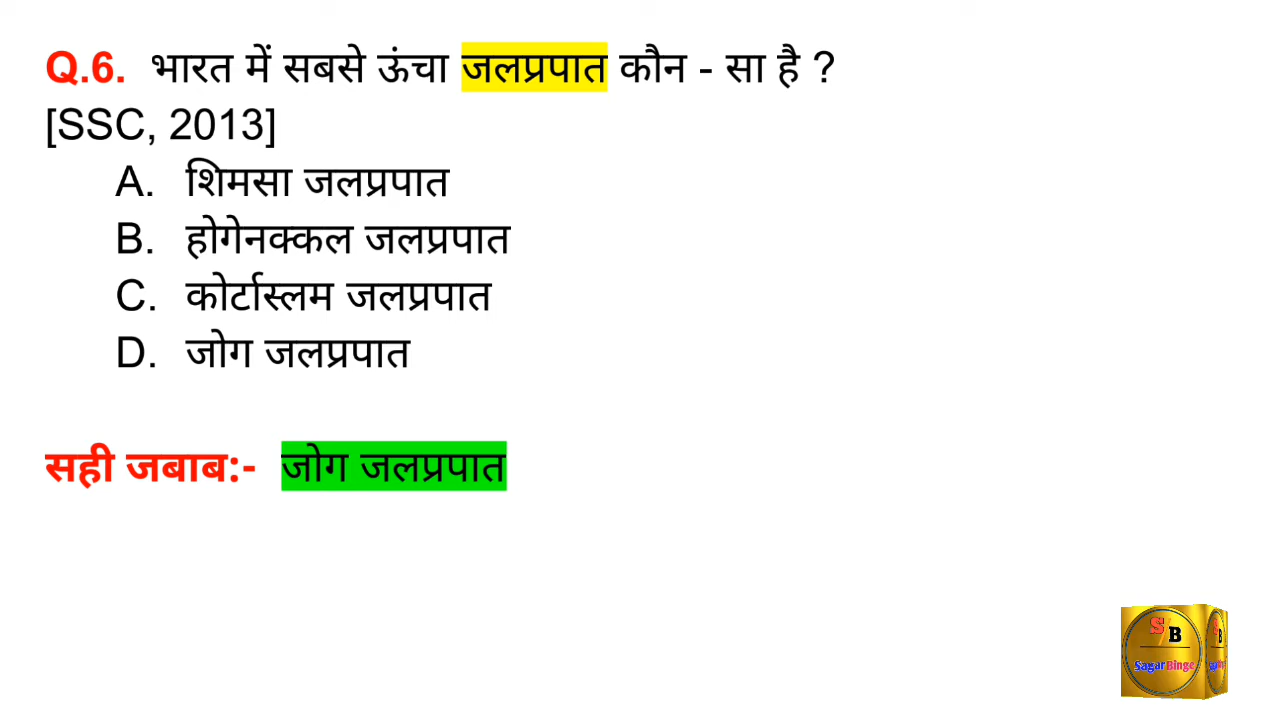 Q.6. भारत में सबसे ऊंचा जलप्रपात कौन - सा है ?
[SSC, 2013]
A. शिमसा जलप्रपात
B. होगेनक्कल जलप्रपात
C. कोर्टास्लम जलप्रपात
D. जोग जलप्रपात
सही जबाब:- जोग जलप्रपात
S B
SagarBinge